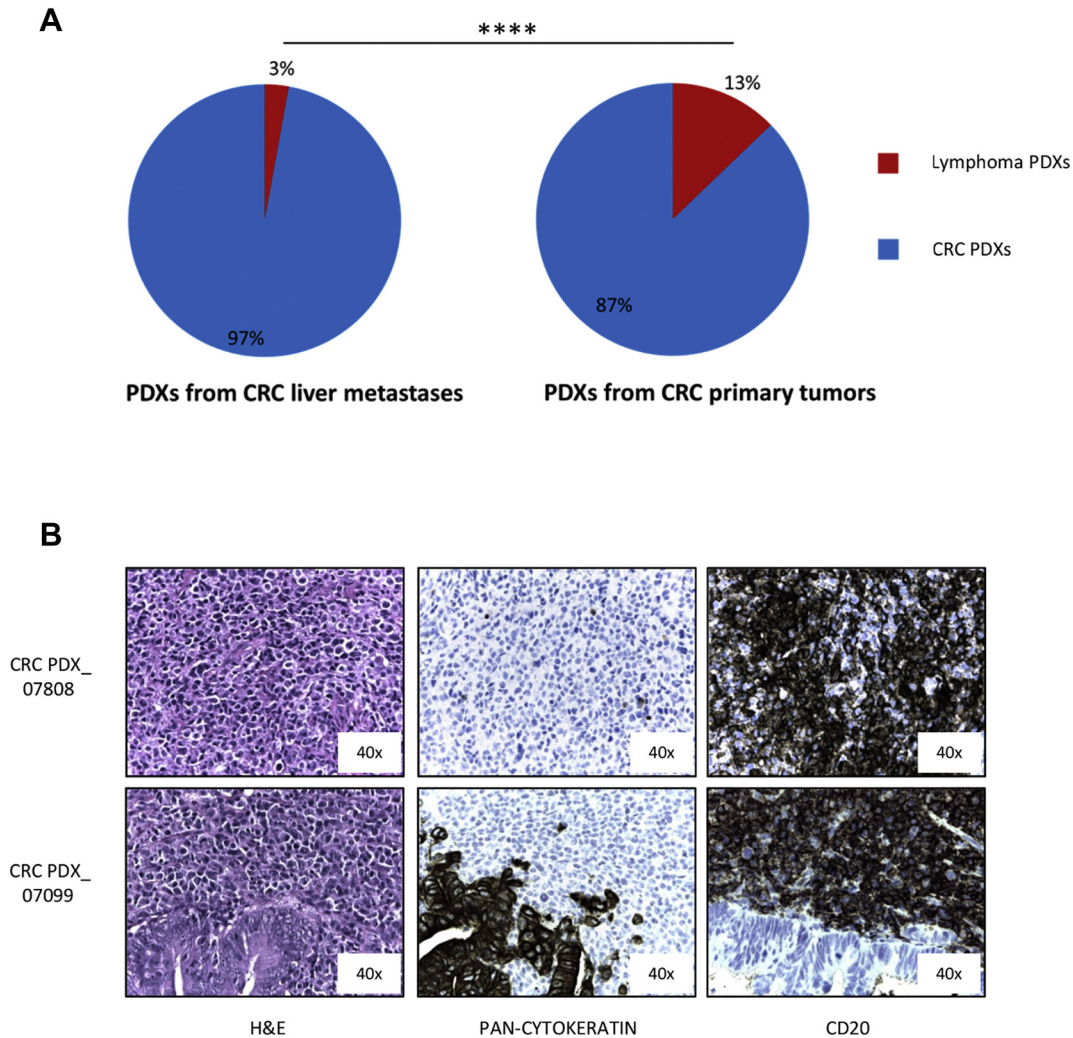 A
****
3%
13%
Lymphoma PDXs
CRC PDXs
97%
87%
PDXs from CRC liver metastases
PDXs from CRC primary tumors
B
CRC PDX_
07808
40x
40x
40x
CRC PDX_
07099
40x
40x
40x
H&E
PAN-CYTOKERATIN
CD20